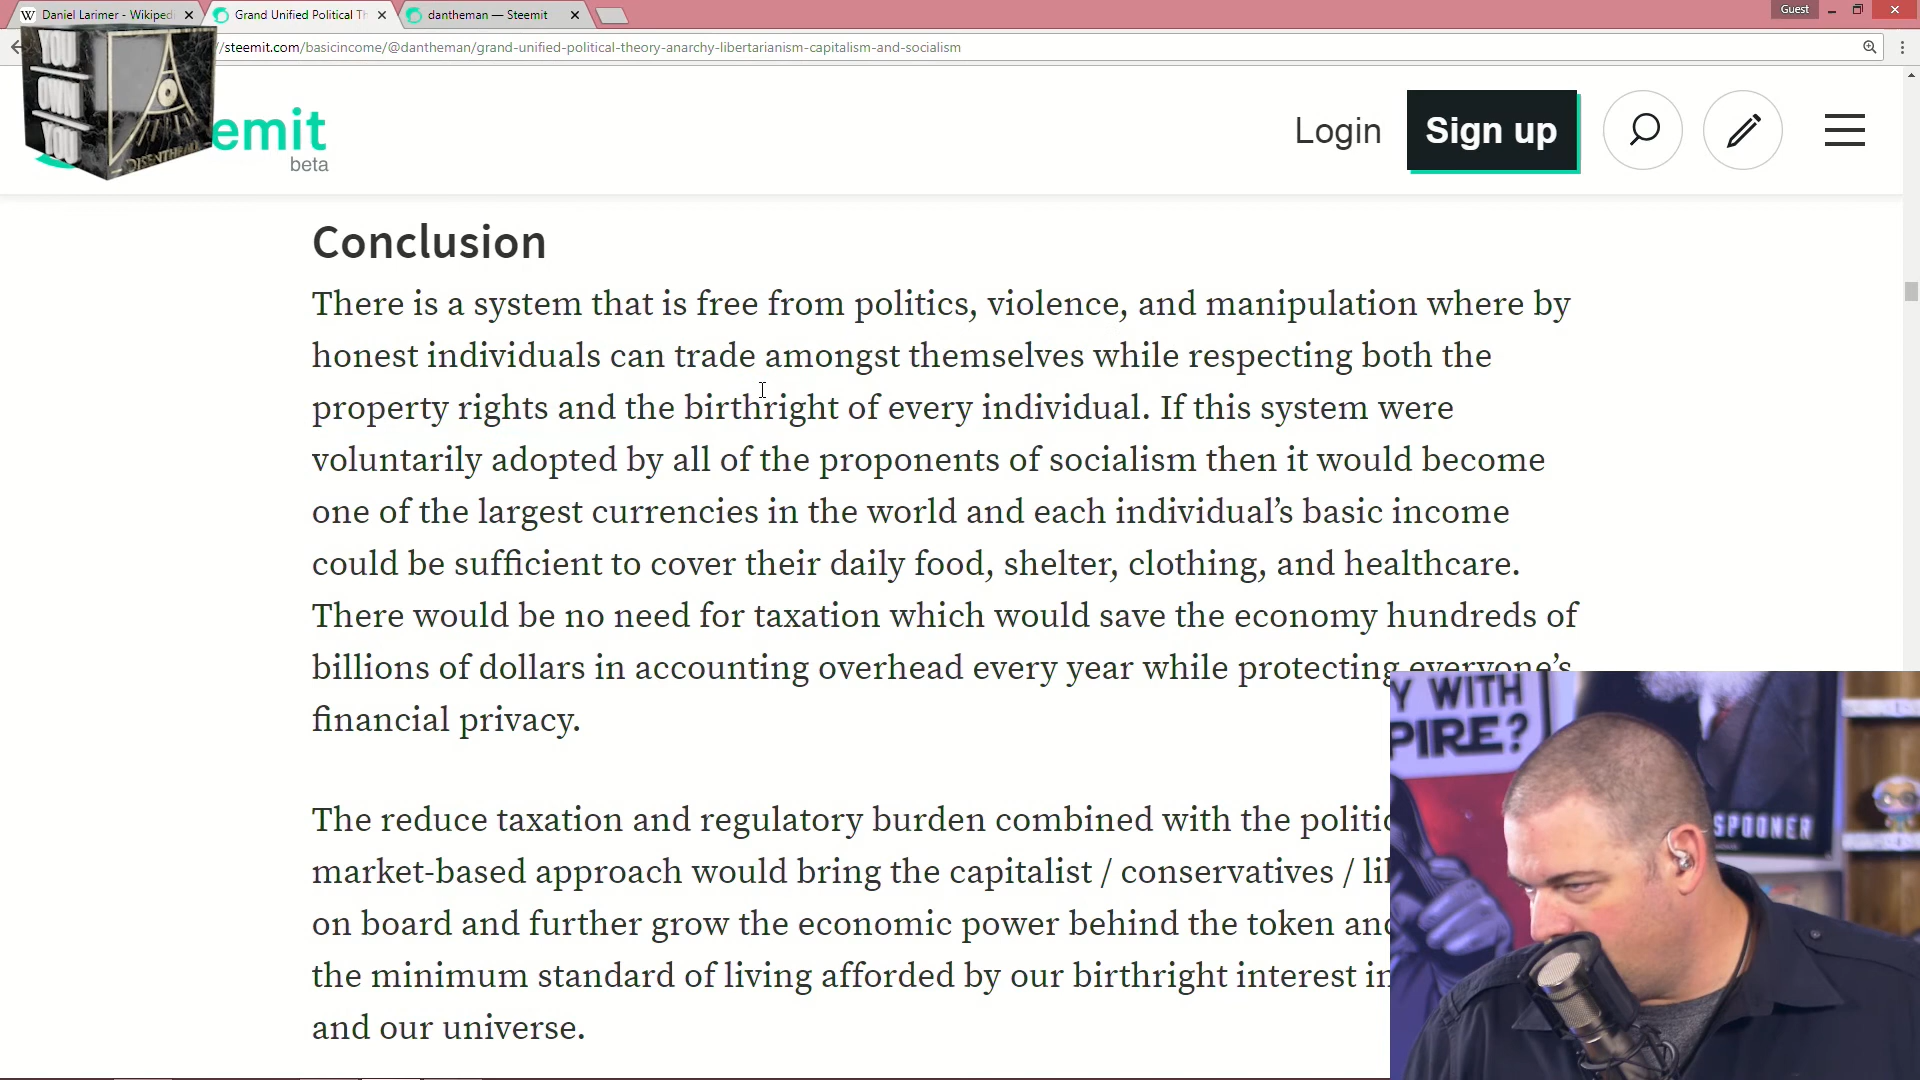 Daniel Larimer - Wikiped
Grand Unified Political Th
dantheman — Steemit
Guest
/steemit.com/basicincome/@dantheman/grand-unified-political-theory-anarchy-libertarianism-capitalism-and-socialism
YOU
OWN
YOU
DISENTHRALL
emit
beta
Login
Sign up
Conclusion
There is a system that is free from politics, violence, and manipulation where by
honest individuals can trade amongst themselves while respecting both the
property rights and the birthright of every individual. If this system were
voluntarily adopted by all of the proponents of socialism then it would become
one of the largest currencies in the world and each individual’s basic income
could be sufficient to cover their daily food, shelter, clothing, and healthcare.
There would be no need for taxation which would save the economy hundreds of
billions of dollars in accounting overhead every year while protecting everyone’s
financial privacy.
The reduce taxation and regulatory burden combined with the politic
market-based approach would bring the capitalist / conservatives / li
on board and further grow the economic power behind the token and
the minimum standard of living afforded by our birthright interest in
and our universe.
Y WITH
PIRE?
SPOONER